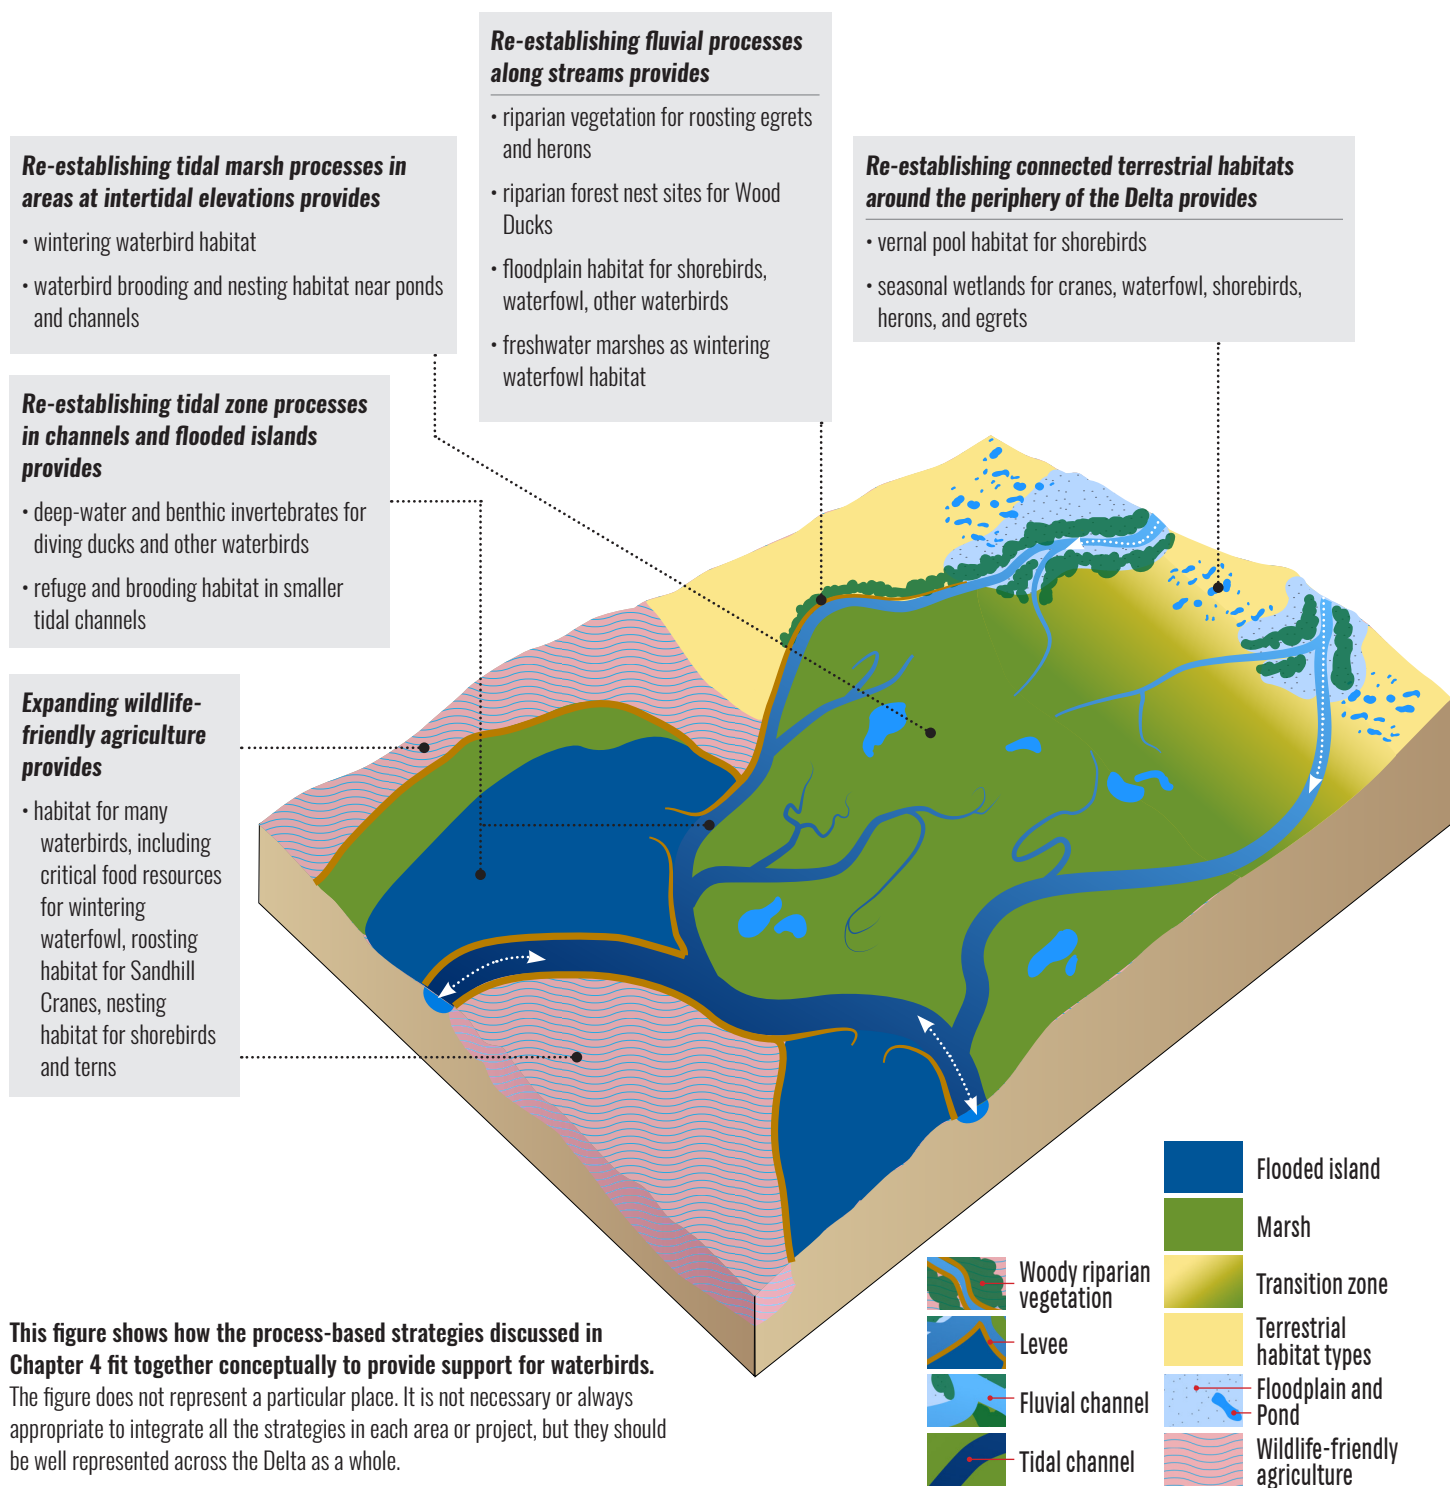 Re-establishing fluvial processes
along streams provides
• riparian vegetation for roosting egrets
and herons
• riparian forest nest sites for Wood
Ducks
• floodplain habitat for shorebirds,
waterfowl, other waterbirds
• freshwater marshes as wintering
waterfowl habitat
Re-establishing tidal marsh processes in
areas at intertidal elevations provides
• wintering waterbird habitat
• waterbird brooding and nesting habitat near ponds
and channels
Re-establishing connected terrestrial habitats
around the periphery of the Delta provides
• vernal pool habitat for shorebirds
• seasonal wetlands for cranes, waterfowl, shorebirds,
herons, and egrets
Re-establishing tidal zone processes
in channels and flooded islands
provides
• deep-water and benthic invertebrates for
diving ducks and other waterbirds
• refuge and brooding habitat in smaller
tidal channels
Expanding wildlife-
friendly agriculture
provides
• habitat for many
waterbirds, including
critical food resources
for wintering
waterfowl, roosting
habitat for Sandhill
Cranes, nesting
habitat for shorebirds
and terns
This figure shows how the process-based strategies discussed in
Chapter 4 fit together conceptually to provide support for waterbirds.
The figure does not represent a particular place. It is not necessary or always
appropriate to integrate all the strategies in each area or project, but they should
be well represented across the Delta as a whole.
Woody riparian
vegetation
Levee
Fluvial channel
Tidal channel
Flooded island
Marsh
Transition zone
Terrestrial
habitat types
Floodplain and
Pond
Wildlife-friendly
agriculture